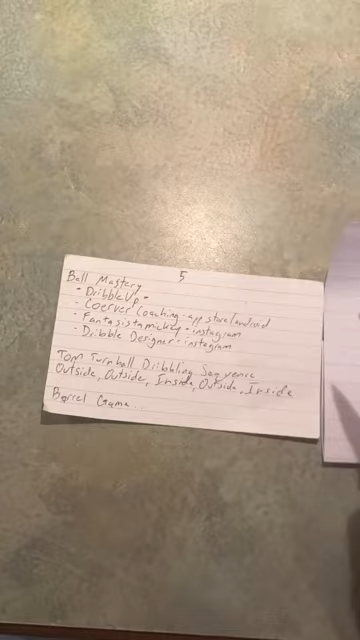 5
Ball Mastery
• DribbleUp
- Coerver Coaching - app store/android
• Fantasistamickey - instagram
• Dribble Designer - instagram
Tom Turnball Dribbling Sequence
Outside, Outside, Inside, Outside, Inside
Barrel Game